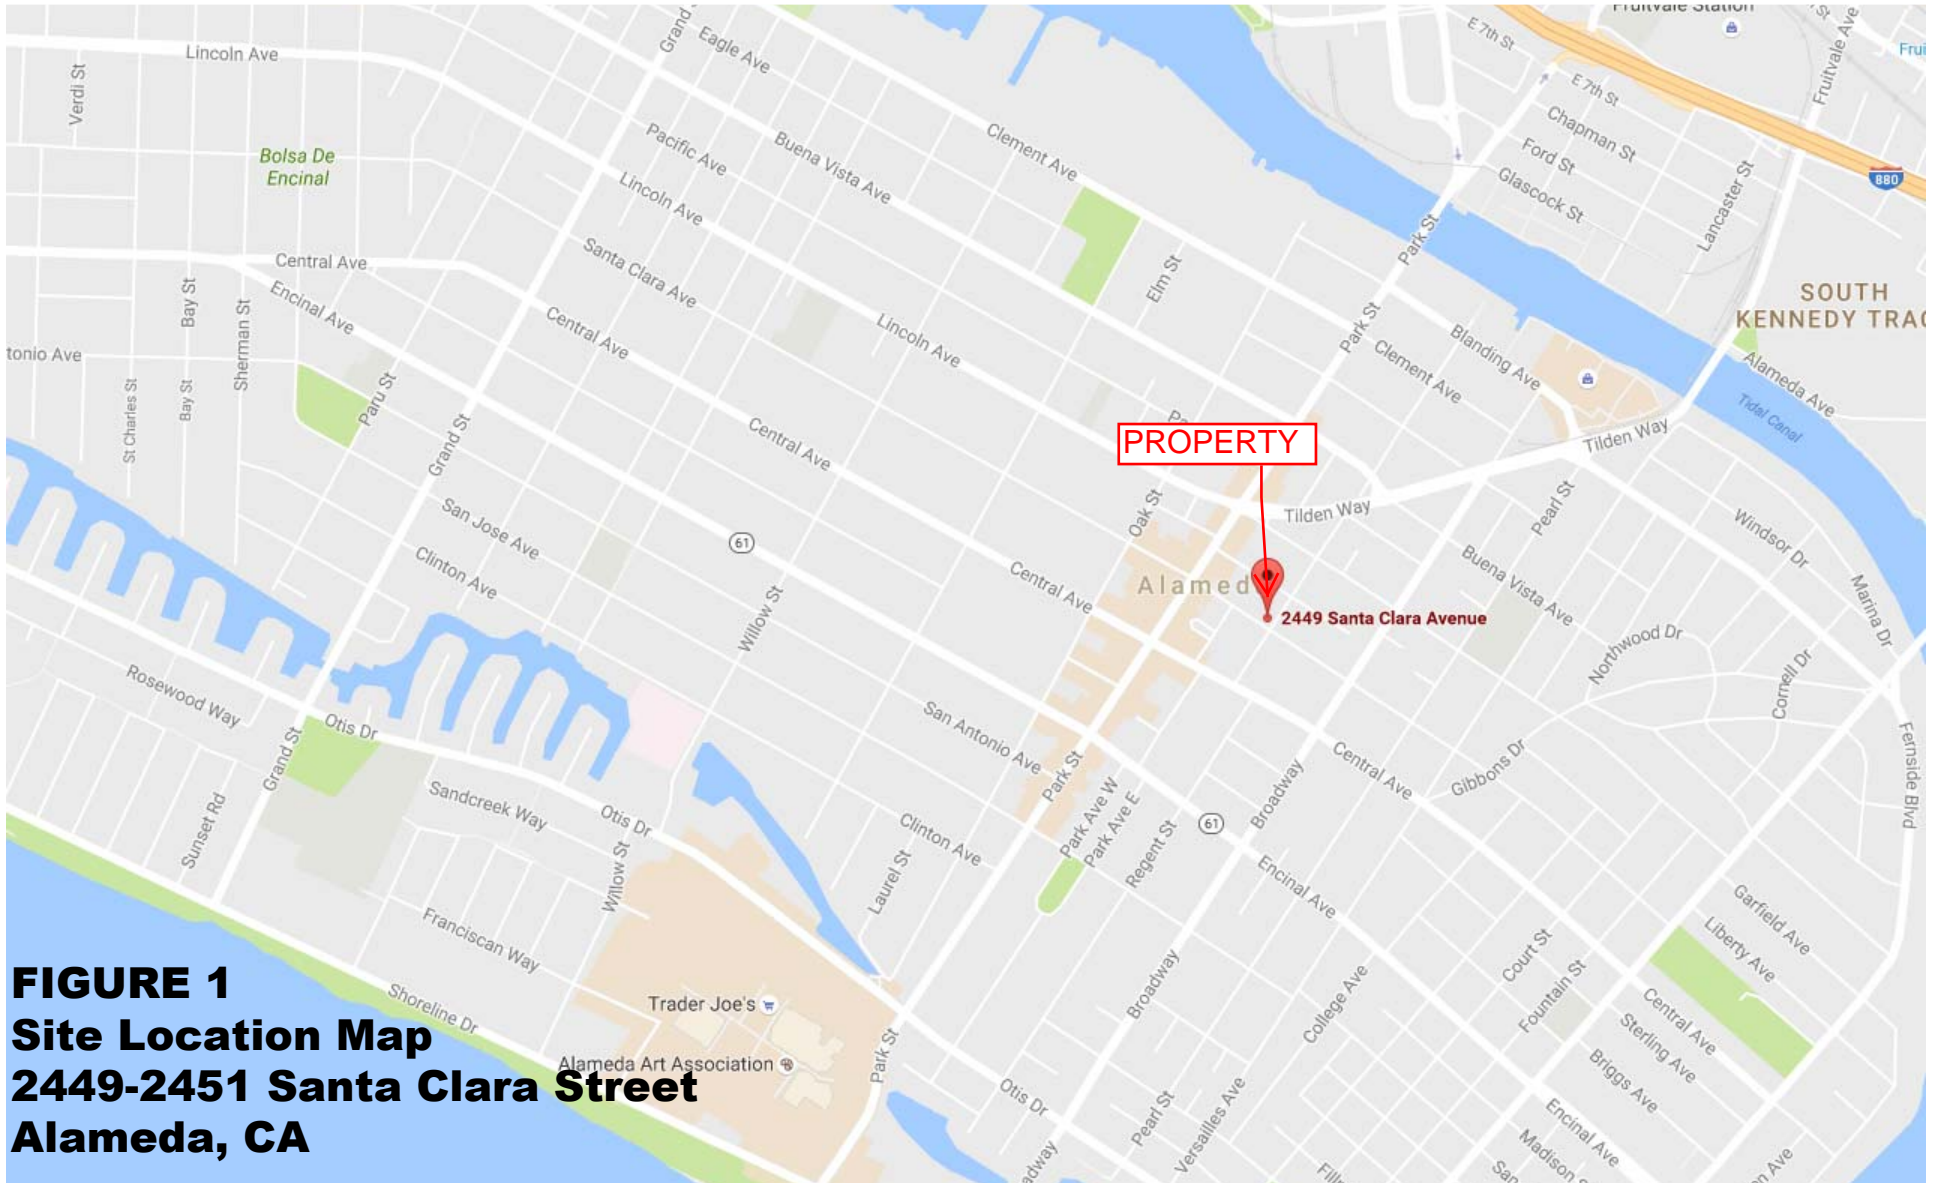 Fruitvale Station
E 7th St
Fruitvale Ave
Grand
Eagle Ave
Lincoln Ave
Verdi St
E 7th St
Chapman St
Ford St
Glascock St
Lancaster St
880
Pacific Ave
Buena Vista Ave
Clement Ave
Bolsa De
Encinal
Lincoln Ave
Park St
Santa Clara Ave
Elm St
Central Ave
Bay St
Encinal Ave
Sherman St
SOUTH
KENNEDY TRAC
Central Ave
Lincoln Ave
Park St
Blanding Ave
Clement Ave
Alameda Ave
Tidal Canal
tonio Ave
St Charles St
Bay St
Paru St
Grand St
Central Ave
PROPERTY
Tilden Way
Oak St
Tilden Way
Pearl St
Windsor Dr
San Jose Ave
61
Clinton Ave
Central Ave
Buena Vista Ave
Marina Dr
Alamed
2449 Santa Clara Avenue
Willow St
Northwood Dr
Cornell Dr
Rosewood Way
Otis Dr
San Antonio Ave
Grand St
Park St
Central Ave
Gibbons Dr
Fernside Blvd
Broadway
Park Ave W
Park Ave E
Regent St
61
Sandcreek Way
Otis Dr
Sunset Rd
Clinton Ave
Laurel St
Willow St
Encinal Ave
Garfield Ave
Liberty Ave
Franciscan Way
Court St
Fountain St
Broadway
College Ave
Shoreline Dr
Trader Joe's
Central Ave
Sterling Ave
Briggs Ave
Alameda Art Association
Park St
Otis Dr
Pearl St
Versailles Ave
Encinal Ave
Madison S
adway
FIGURE 1
Site Location Map
2449-2451 Santa Clara Street
Alameda, CA